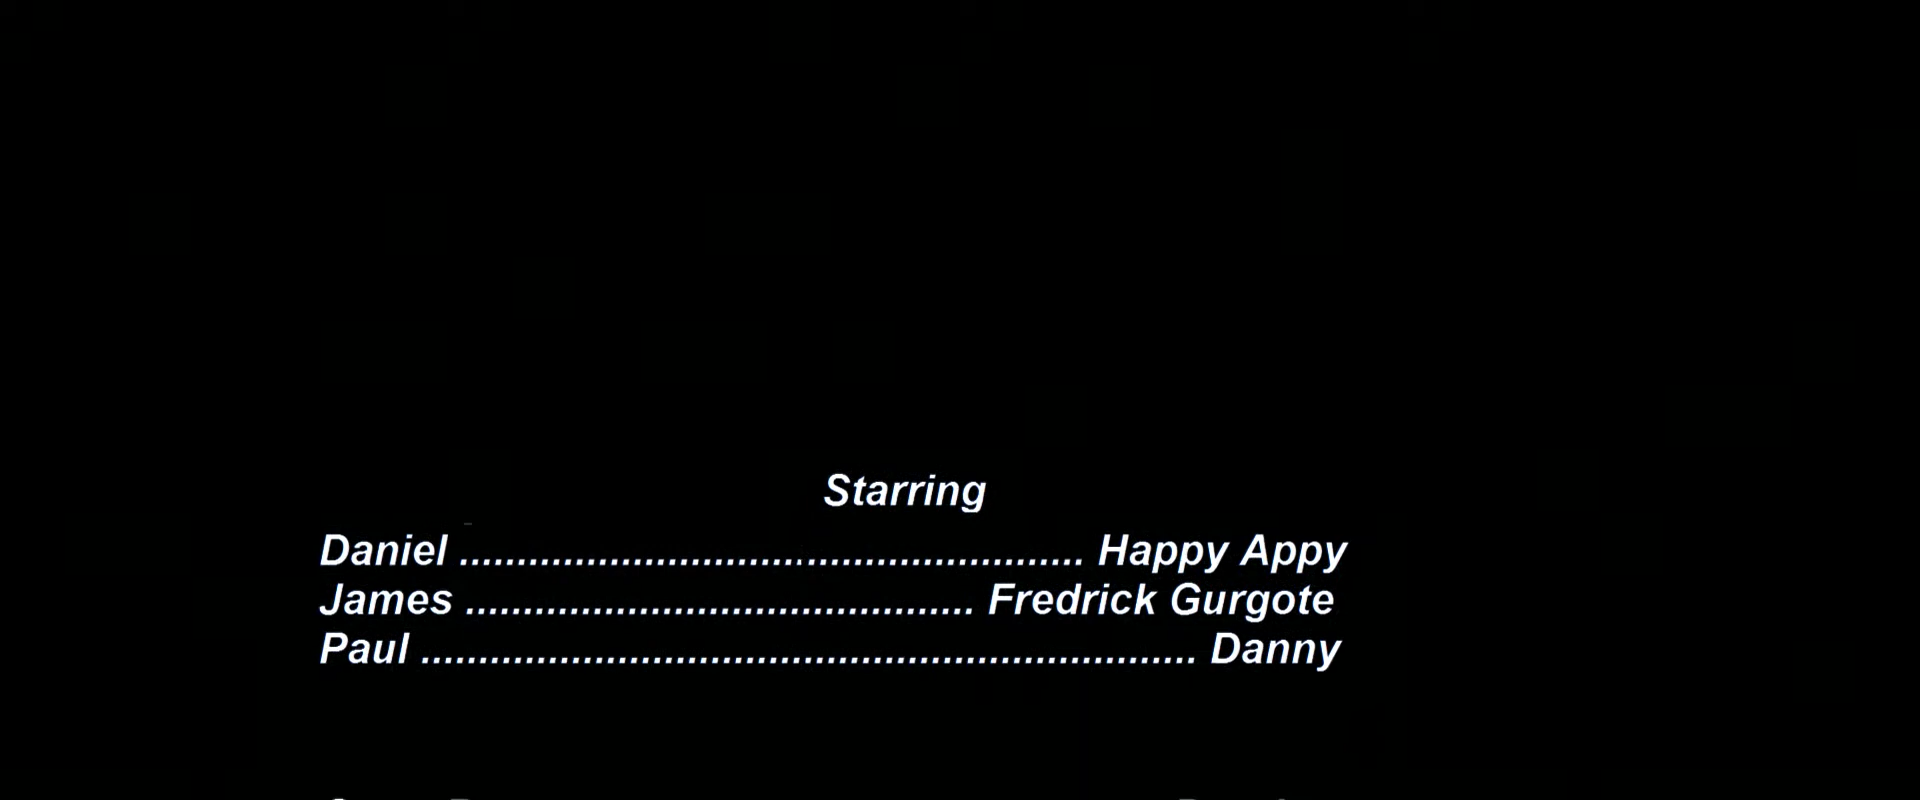 Starring
Daniel ...................................................... Happy Appy
James ............................................ Fredrick Gurgote
Paul ................................................................... Danny